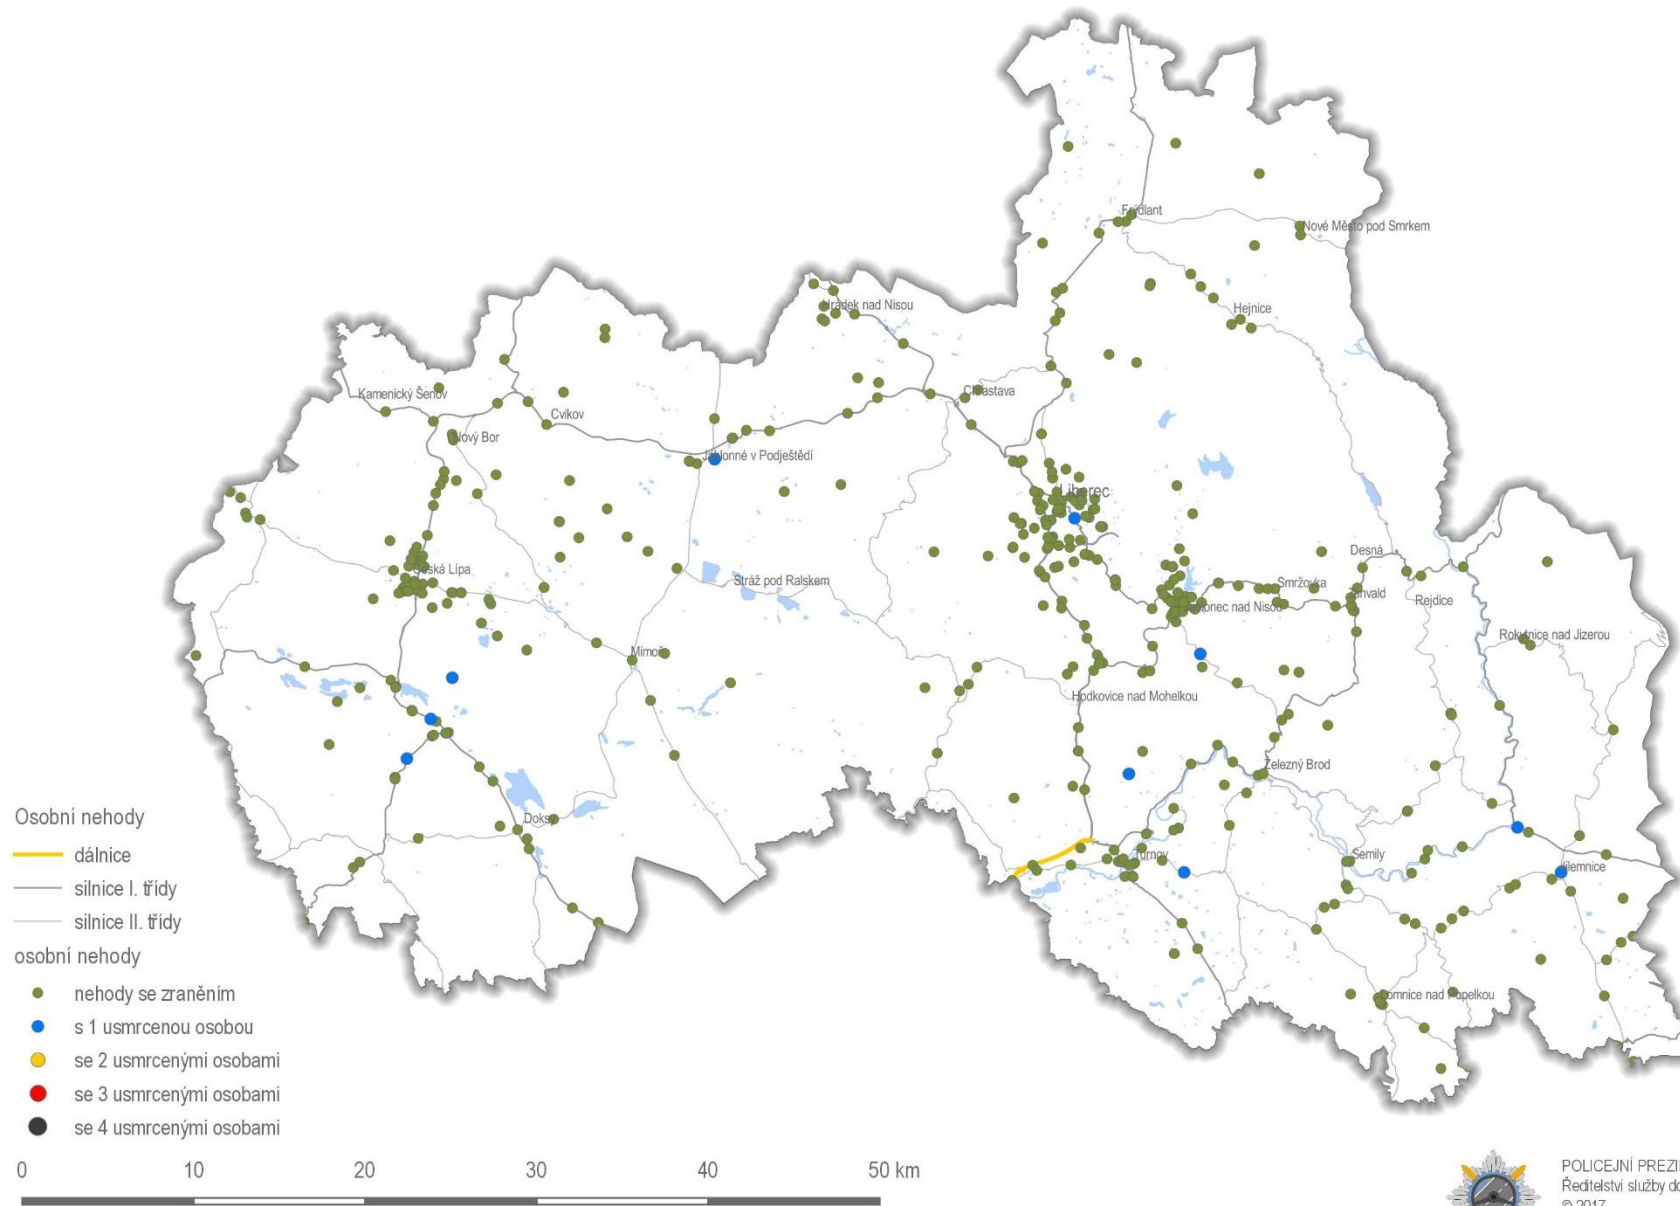 Frýdlant
Nové Město pod Smrkem
Hrádek nad Nisou
Hejnice
Kamenický Šenov
Chrastava
Cvikov
Nový Bor
Jablonné v Podještědí
Liberec
Desná
Česká Lípa
Stráž pod Ralskem
Smržovka
Tanvald
Rejdice
Jablonec nad Nisou
Rokytnice nad Jizerou
Mimoň
Hodkovice nad Mohelkou
Železný Brod
Doksy
Turnov
Semily
Jilemnice
Lomnice nad Popelkou
Osobní nehody
dálnice
silnice I. třídy
silnice II. třídy
osobní nehody
nehody se zraněním
s 1 usmrcenou osobou
se 2 usmrcenými osobami
se 3 usmrcenými osobami
se 4 usmrcenými osobami
0 10 20 30 40 50 km
POLICEJNÍ PREZI
Ředitelství služby do
© 2017